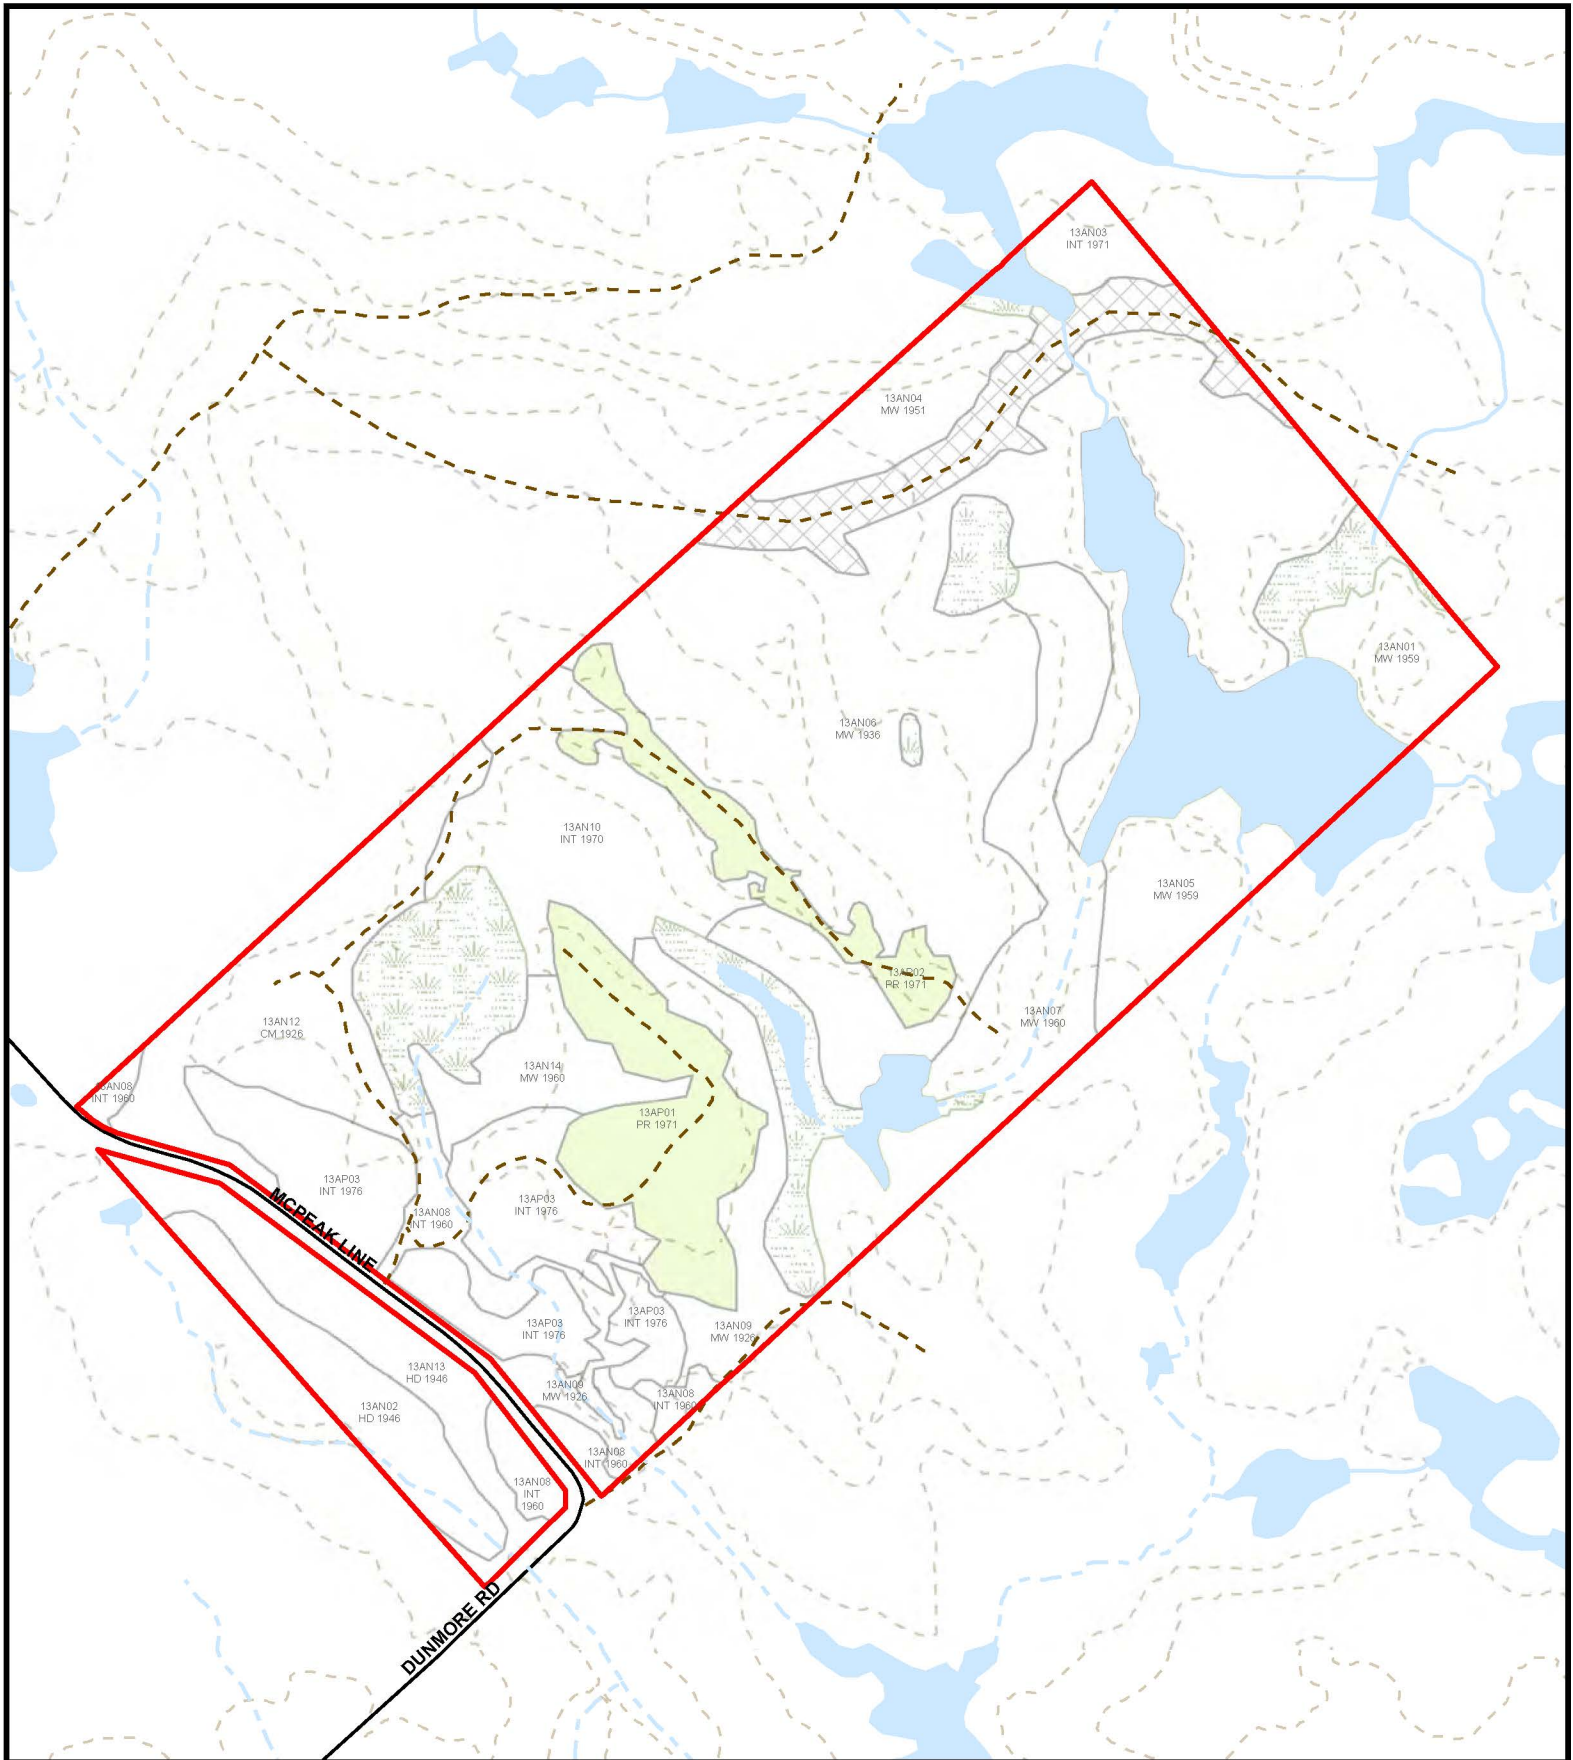 13AN03
INT 1971
13AN04
MW 1951
13AN01
MW 1959
13AN06
MW 1936
13AN10
INT 1970
13AN05
MW 1959
13AP02
PR 1971
13AN07
MW 1960
13AN12
CM 1926
13AN14
MW 1960
13AN08
INT 1960
13AP01
PR 1971
13AP03
INT 1976
13AP03
INT 1976
13AN08
INT 1960
MCPEAK LINE
13AP03
INT 1976
13AP03
INT 1976
13AN09
MW 1926
13AN13
HD 1946
13AN09
MW 1926
13AN08
INT 1960
13AN02
HD 1946
13AN08
INT 1960
13AN08
INT
1960
DUNMORE RD